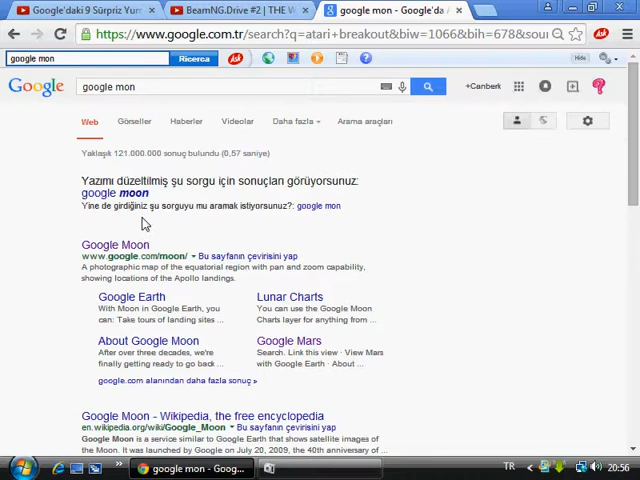 Google'daki 9 Sürpriz Yum
BeamNG.Drive #2 | THE W
google mon - Google'da A
https://www.google.com.tr/search?q=atari+breakout&biw=1066&bih=678&sou
google mon
Ricerca
Ask
Hide
Settings
Google
google mon
+Canberk
Web
Görseller
Haberler
Videolar
Daha fazla
Arama araçları
Yaklaşık 121.000.000 sonuç bulundu (0,57 saniye)
Yazımı düzeltilmiş şu sorgu için sonuçları görüyorsunuz:
google moon
Yine de girdiğiniz şu sorguyu mu aramak istiyorsunuz?: google mon
Google Moon
www.google.com/moon/ Bu sayfanın çevirisini yap
A photographic map of the equatorial region with pan and zoom capability,
showing locations of the Apollo landings.
Google Earth
With Moon in Google Earth, you
can: Take tours of landing sites ...
Lunar Charts
You can use the Google Moon
Charts layer for anything from ...
About Google Moon
After over three decades, we're
finally getting ready to go back ...
Google Mars
Search. Link this view · View Mars
with Google Earth · About ...
google.com alanından daha fazla sonuç »
Google Moon - Wikipedia, the free encyclopedia
en.wikipedia.org/wiki/Google_Moon Bu sayfanın çevirisini yap
Google Moon is a service similar to Google Earth that shows satellite images of
the Moon. It was launched by Google on July 20, 2009, the 40th anniversary of ...
google mon - Goog...
TR
20:56